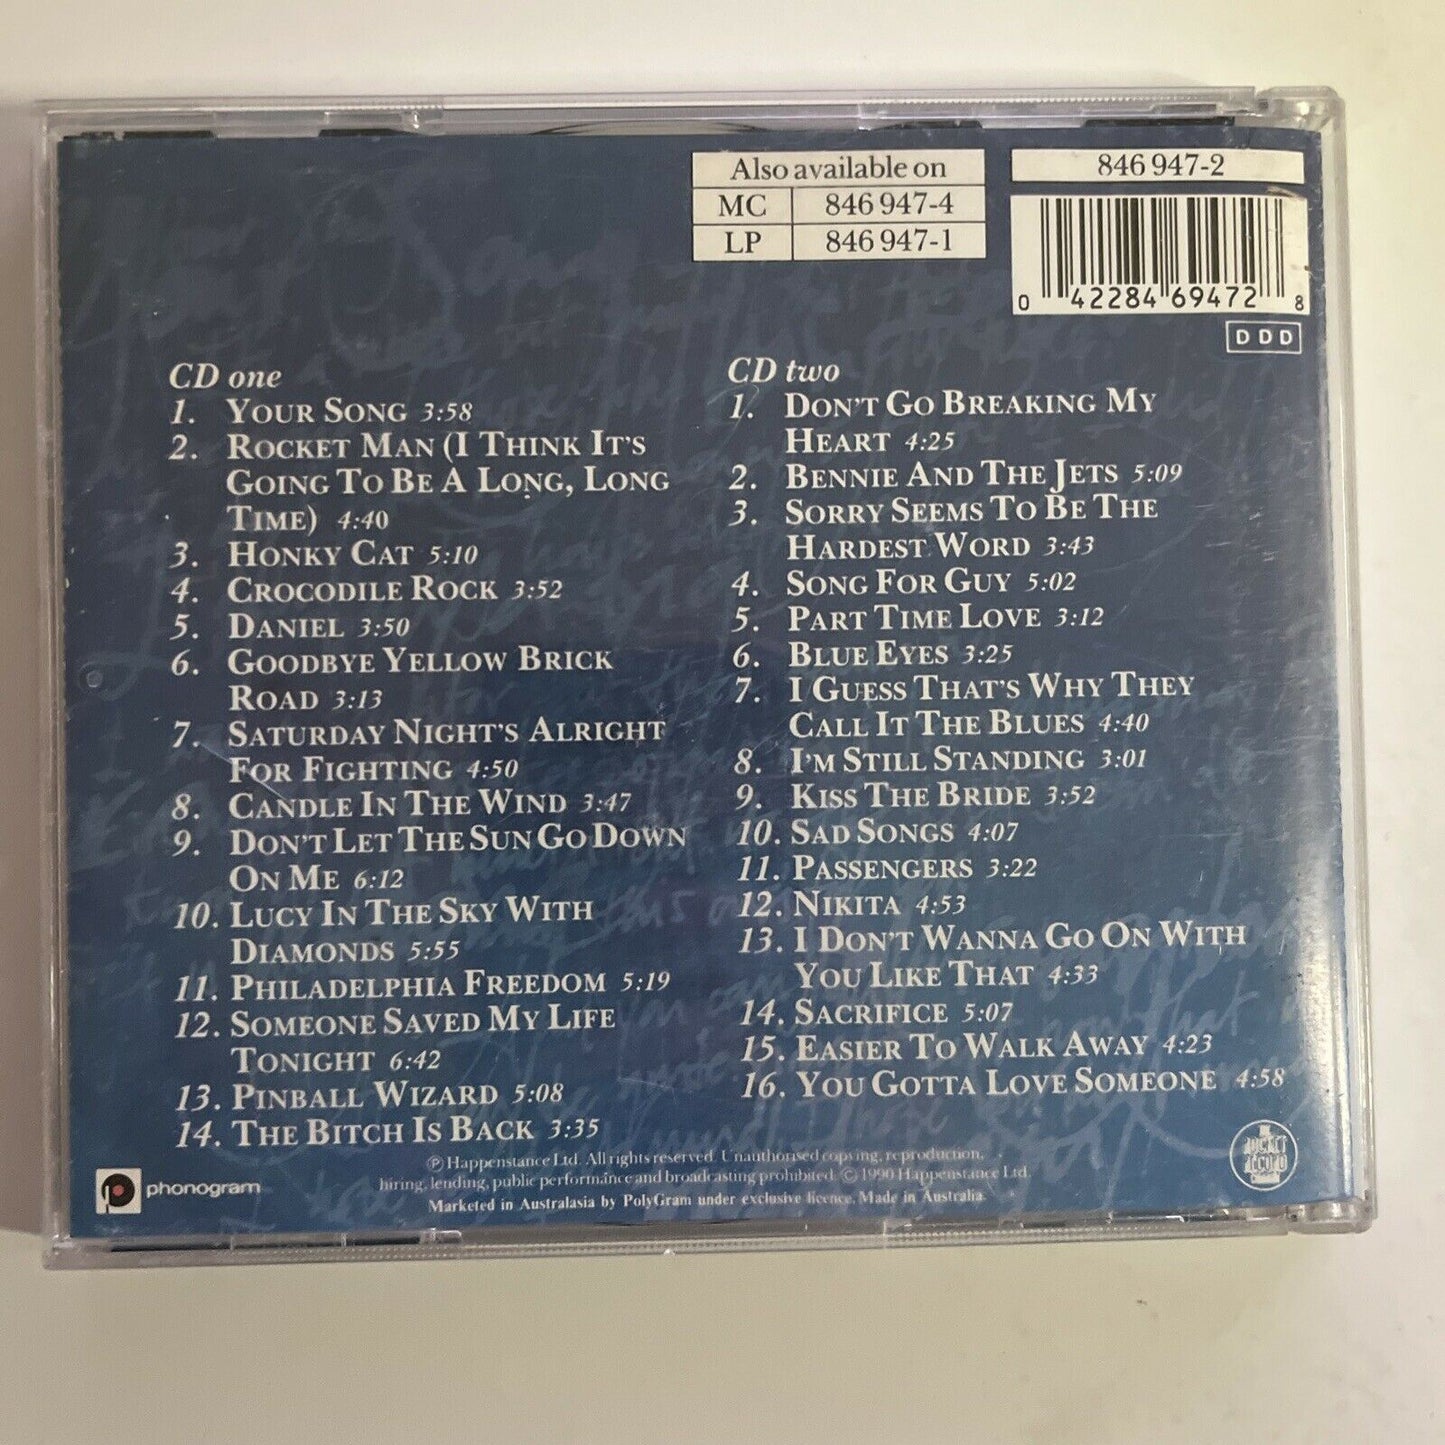 Also available on
MC 846 947-4
LP 846 947-1
846 947-2
0 42284 69472 8
DDD
CD one
1. YOUR SONG 3:58
2. ROCKET MAN (I THINK IT'S
GOING TO BE A LONG, LONG
TIME) 4:40
3. HONKY CAT 5:10
4. CROCODILE ROCK 3:52
5. DANIEL 3:50
6. GOODBYE YELLOW BRICK
ROAD 3:13
7. SATURDAY NIGHT'S ALRIGHT
FOR FIGHTING 4:50
8. CANDLE IN THE WIND 3:47
9. DON'T LET THE SUN GO DOWN
ON ME 6:12
10. LUCY IN THE SKY WITH
DIAMONDS 5:55
11. PHILADELPHIA FREEDOM 5:19
12. SOMEONE SAVED MY LIFE
TONIGHT 6:42
13. PINBALL WIZARD 5:08
14. THE BITCH IS BACK 3:35
CD two
1. DON'T GO BREAKING MY
HEART 4:25
2. BENNIE AND THE JETS 5:09
3. SORRY SEEMS TO BE THE
HARDEST WORD 3:43
4. SONG FOR GUY 5:02
5. PART TIME LOVE 3:12
6. BLUE EYES 3:25
7. I GUESS THAT'S WHY THEY
CALL IT THE BLUES 4:40
8. I'M STILL STANDING 3:01
9. KISS THE BRIDE 3:52
10. SAD SONGS 4:07
11. PASSENGERS 3:22
12. NIKITA 4:53
13. I DON'T WANNA GO ON WITH
YOU LIKE THAT 4:33
14. SACRIFICE 5:07
15. EASIER TO WALK AWAY 4:23
16. YOU GOTTA LOVE SOMEONE 4:58
phonogram
℗ Happenstance Ltd. All rights reserved. Unauthorised copying, reproduction,
hiring, lending, public performance and broadcasting prohibited. © 1990 Happenstance Ltd.
Marketed in Australasia by PolyGram under exclusive licence. Made in Australia.
THE
ROCKET
RECORD
COMPANY